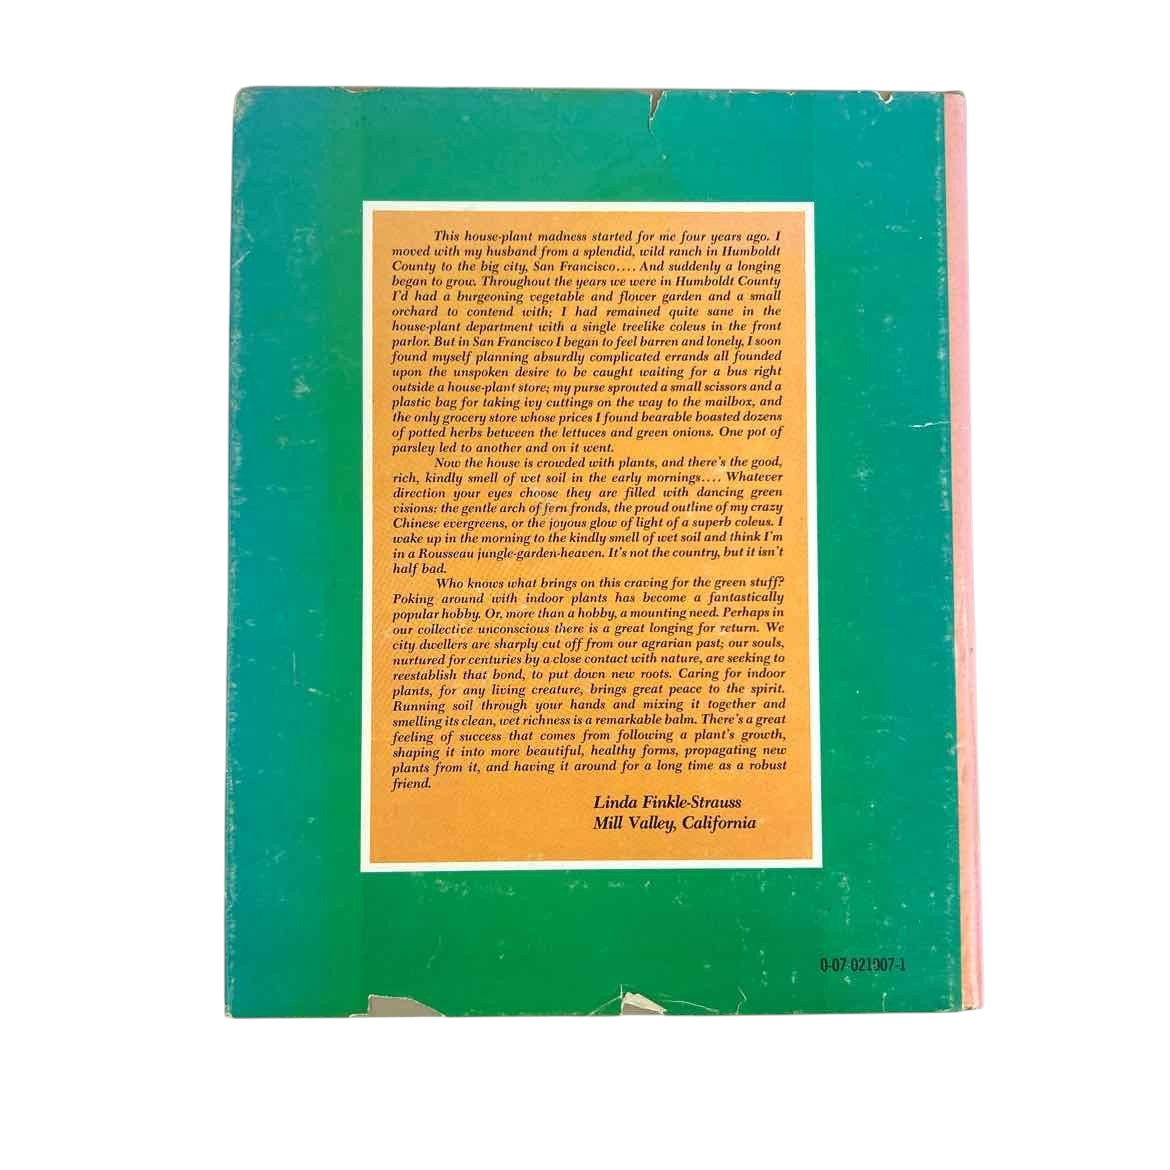 This house-plant madness started for me four years ago. I
moved with my husband from a splendid, wild ranch in Humboldt
County to the big city, San Francisco.... And suddenly a longing
began to grow. Throughout the years we were in Humboldt County
I'd had a burgeoning vegetable and flower garden and a small
orchard to contend with; I had remained quite sane in the
house-plant department with a single treelike coleus in the front
parlor. But in San Francisco I began to feel barren and lonely, I soon
found myself planning absurdly complicated errands all founded
upon the unspoken desire to be caught waiting for a bus right
outside a house-plant store; my purse sprouted a small scissors and a
plastic bag for taking ivy cuttings on the way to the mailbox, and
the only grocery store whose prices I found bearable boasted dozens
of potted herbs between the lettuces and green onions. One pot of
parsley led to another and on it went.
Now the house is crowded with plants, and there's the good,
rich, kindly smell of wet soil in the early mornings.... Whatever
direction your eyes choose they are filled with dancing green
visions: the gentle arch of fern fronds, the proud outline of my crazy
Chinese evergreens, or the joyous glow of light of a superb coleus. I
wake up in the morning to the kindly smell of wet soil and think I'm
in a Rousseau jungle-garden-heaven. It's not the country, but it isn't
half bad.
Who knows what brings on this craving for the green stuff?
Poking around with indoor plants has become a fantastically
popular hobby. Or, more than a hobby, a mounting need. Perhaps in
our collective unconscious there is a great longing for return. We
city dwellers are sharply cut off from our agrarian past; our souls,
nurtured for centuries by a close contact with nature, are seeking to
reestablish that bond, to put down new roots. Caring for indoor
plants, for any living creature, brings great peace to the spirit.
Running soil through your hands and mixing it together and
smelling its clean, wet richness is a remarkable balm. There's a great
feeling of success that comes from following a plant's growth,
shaping it into more beautiful, healthy forms, propagating new
plants from it, and having it around for a long time as a robust
friend.
Linda Finkle-Strauss
Mill Valley, California
0-07-021907-1